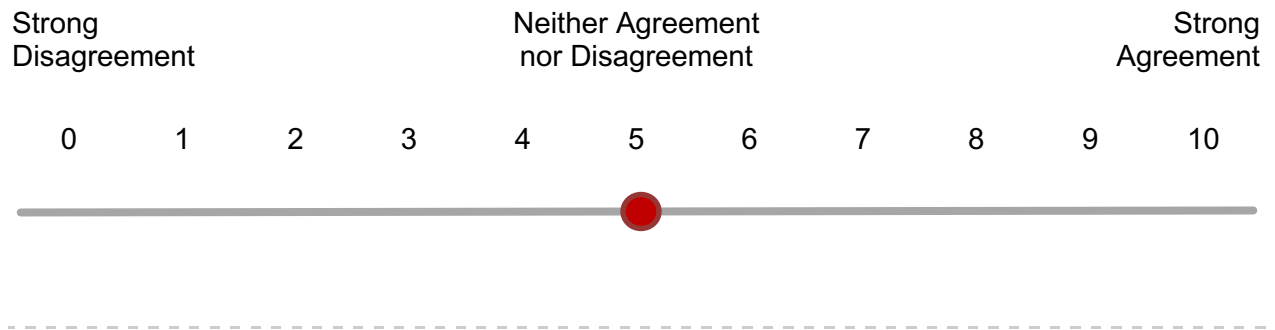 Strong
Disagreement
Neither Agreement
nor Disagreement
Strong
Agreement
0 1 2 3 4 5 6 7 8 9 10